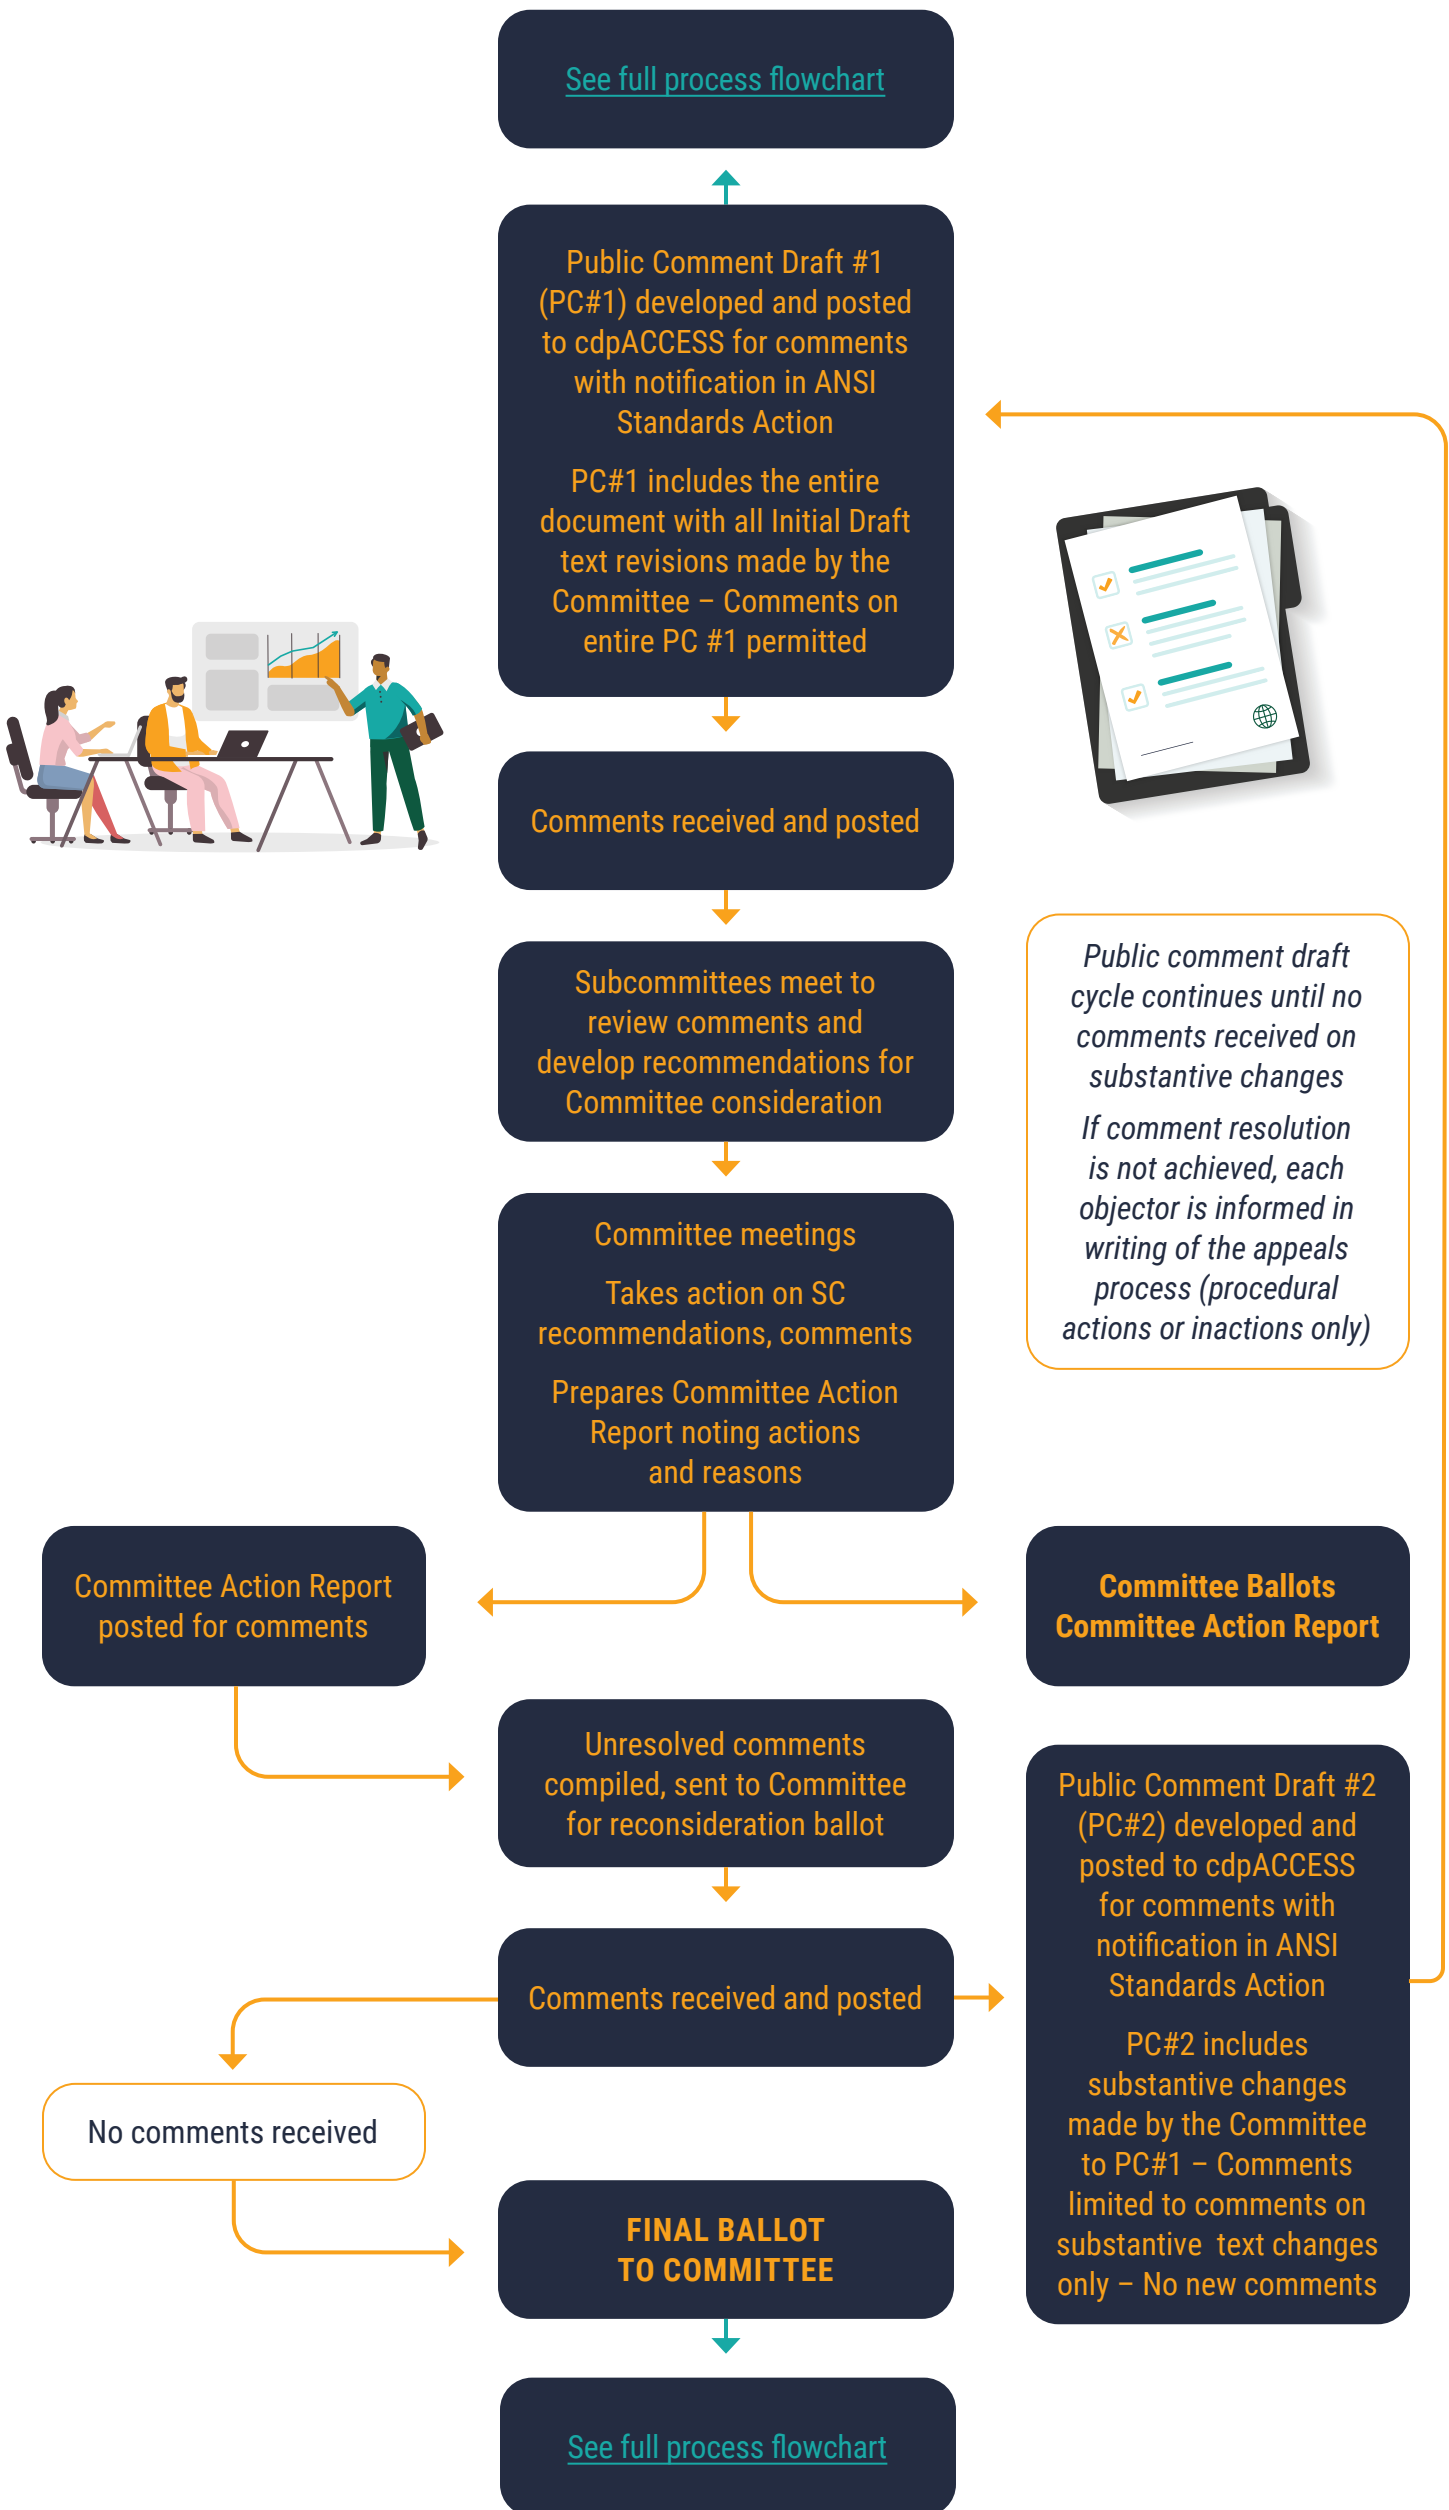 See full process flowchart
Public Comment Draft #1
(PC#1) developed and posted
to cdpACCESS for comments
with notification in ANSI
Standards Action
PC#1 includes the entire
document with all Initial Draft
text revisions made by the
Committee – Comments on
entire PC #1 permitted
Comments received and posted
Subcommittees meet to
review comments and
develop recommendations for
Committee consideration
Public comment draft
cycle continues until no
comments received on
substantive changes
If comment resolution
is not achieved, each
objector is informed in
writing of the appeals
process (procedural
actions or inactions only)
Committee meetings
Takes action on SC
recommendations, comments
Prepares Committee Action
Report noting actions
and reasons
Committee Action Report
posted for comments
Committee Ballots
Committee Action Report
Unresolved comments
compiled, sent to Committee
for reconsideration ballot
Comments received and posted
Public Comment Draft #2
(PC#2) developed and
posted to cdpACCESS
for comments with
notification in ANSI
Standards Action
PC#2 includes
substantive changes
made by the Committee
to PC#1 – Comments
limited to comments on
substantive  text changes
only – No new comments
No comments received
FINAL BALLOT
TO COMMITTEE
See full process flowchart